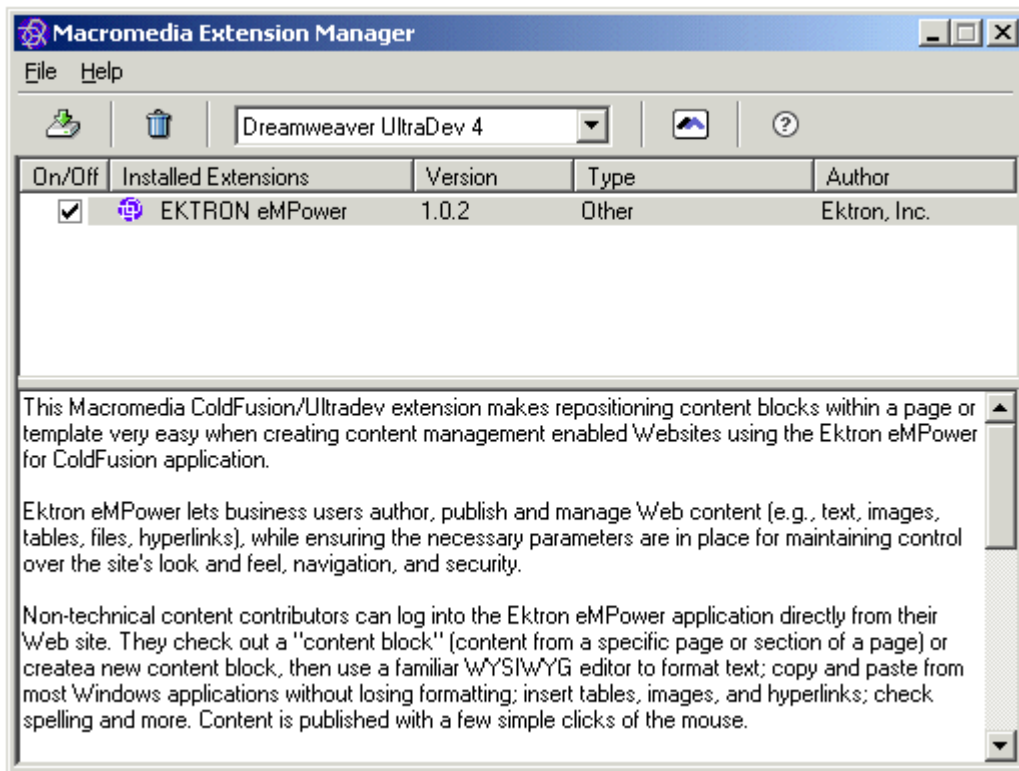 Macromedia Extension Manager
File Help
Dreamweaver UltraDev 4
On/Off Installed Extensions Version Type Author
EKTRON eMPower 1.0.2 Other Ektron, Inc.
This Macromedia ColdFusion/Ultradev extension makes repositioning content blocks within a page or
template very easy when creating content management enabled Websites using the Ektron eMPower
for ColdFusion application.
Ektron eMPower lets business users author, publish and manage Web content (e.g., text, images,
tables, files, hyperlinks), while ensuring the necessary parameters are in place for maintaining control
over the site's look and feel, navigation, and security.
Non-technical content contributors can log into the Ektron eMPower application directly from their
Web site. They check out a "content block" (content from a specific page or section of a page) or
createa new content block, then use a familiar WYSIWYG editor to format text; copy and paste from
most Windows applications without losing formatting; insert tables, images, and hyperlinks; check
spelling and more. Content is published with a few simple clicks of the mouse.